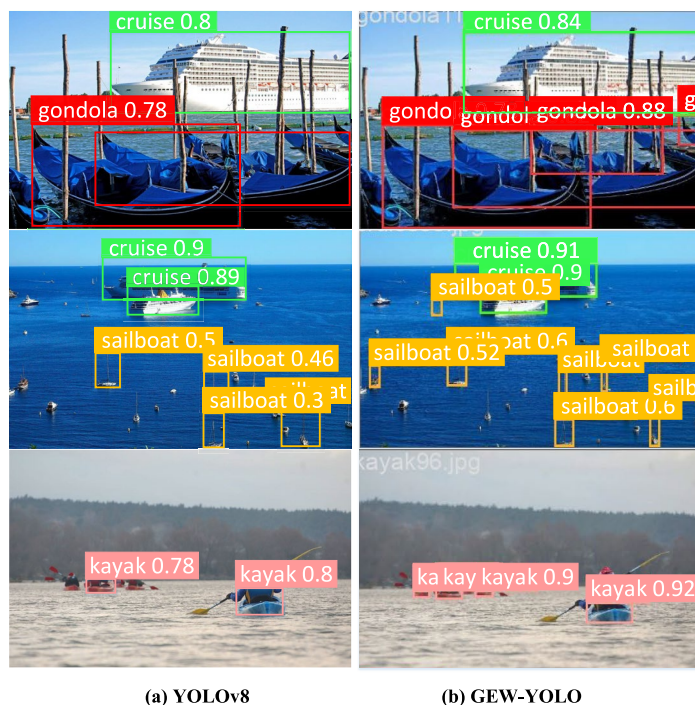 cruise 0.8
gondola 0.78
gondola11
cruise 0.84
gondo
gondol
gondola 0.88
g
cruise 0.9
cruise 0.89
sailboat 0.5
sailboat 0.46
sailboat 0.3
.jpg
cruise 0.91
cruise 0.9
sailboat 0.5
sailboat 0.52
sailboat 0.6
sailboat
sailboat
sailboat 0.6
kayak 0.78
kayak 0.8
kayak96.jpg
ka
kay
kayak 0.9
kayak 0.92
(a) YOLOv8
(b) GEW-YOLO